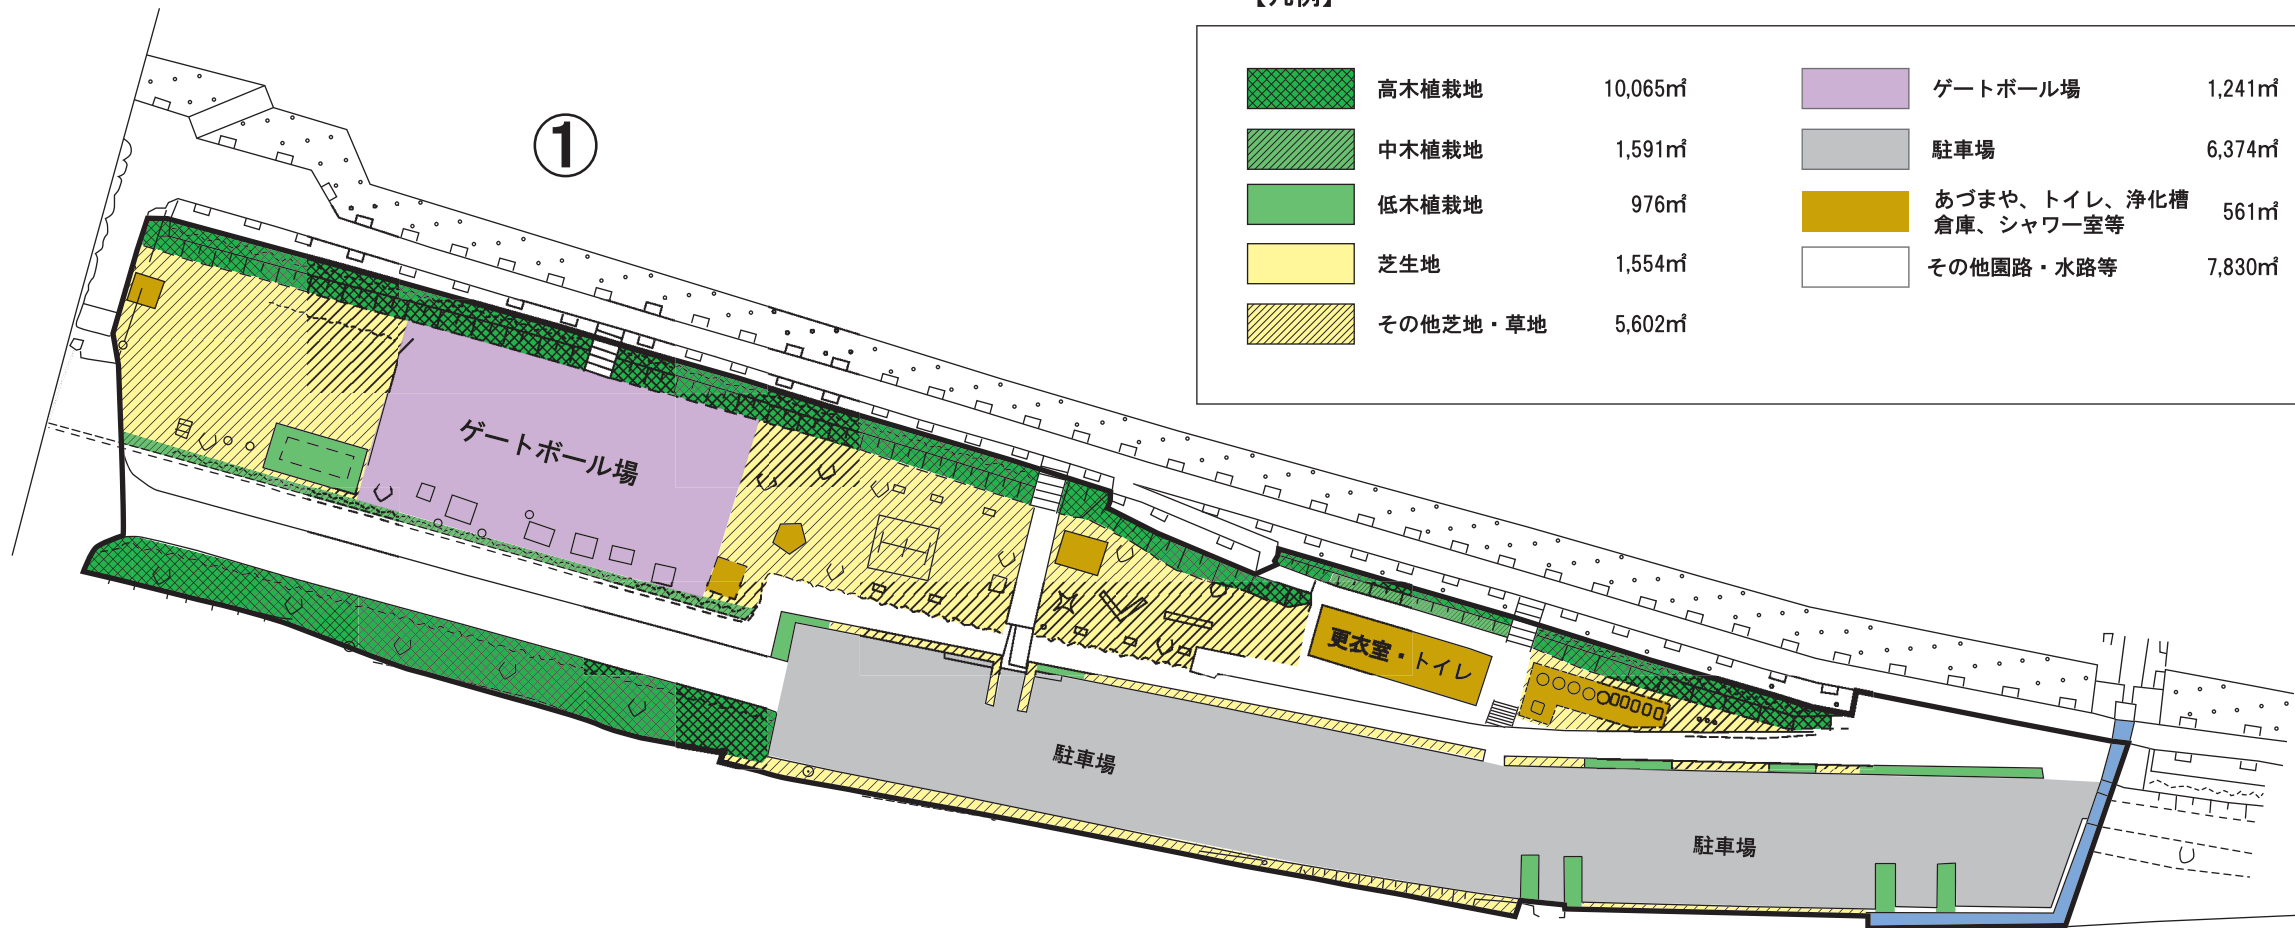 【凡例】
①
高木植栽地 10,065㎡
中木植栽地 1,591㎡
低木植栽地 976㎡
芝生地 1,554㎡
その他芝地・草地 5,602㎡
ゲートボール場 1,241㎡
駐車場 6,374㎡
あづまや、トイレ、浄化槽
倉庫、シャワー室等 561㎡
その他園路・水路等 7,830㎡
ゲートボール場
更衣室・トイレ
駐車場
駐車場